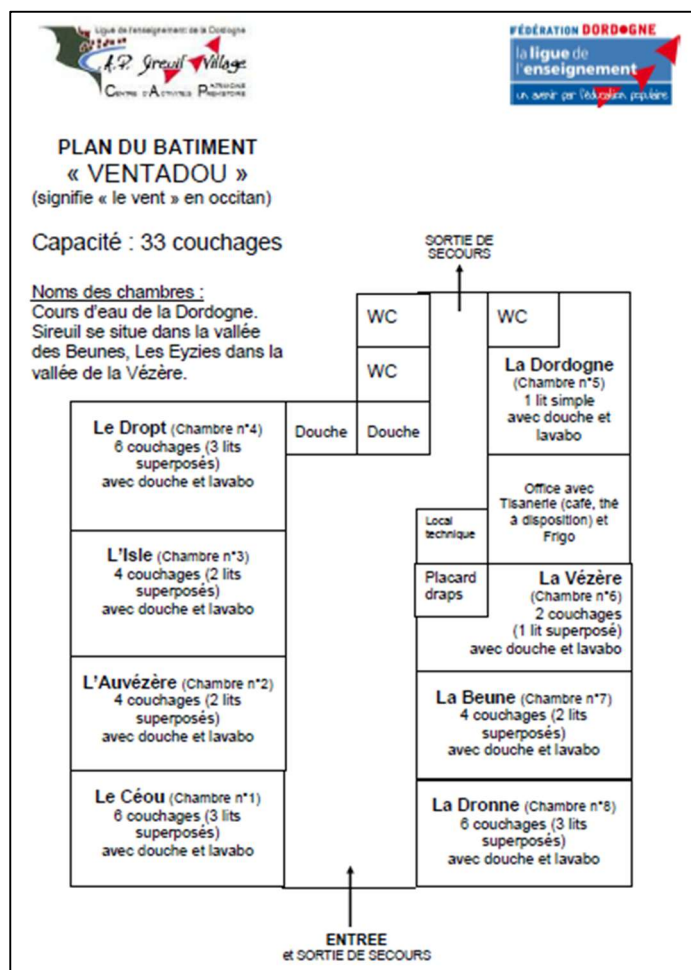 Ligue de l'enseignement de la Dordogne
Village
CENTRE D'ACTIVITÉS PATRIMOINE
PRÉHISTOIRE
FÉDÉRATION DORDOGNE
la ligue de
l'enseignement
un avenir par l'éducation populaire
PLAN DU BATIMENT
« VENTADOU »
(signifie « le vent » en occitan)
Capacité : 33 couchages
Noms des chambres :
Cours d'eau de la Dordogne.
Sireuil se situe dans la vallée
des Beunes, Les Eyzies dans la
vallée de la Vézère.
SORTIE DE
SECOURS
WC
WC
WC
La Dordogne
(Chambre n°5)
1 lit simple
avec douche et
lavabo
Le Dropt (Chambre n°4)
6 couchages (3 lits
superposés)
avec douche et lavabo
Douche
Douche
Office avec
Tisanerie (café, thé
à disposition) et
Frigo
Local
technique
L'Isle (Chambre n°3)
4 couchages (2 lits
superposés)
avec douche et lavabo
Placard
draps
La Vézère
(Chambre n°6)
2 couchages
(1 lit superposé)
avec douche et lavabo
L'Auvézère (Chambre n°2)
4 couchages (2 lits
superposés)
avec douche et lavabo
La Beune (Chambre n°7)
4 couchages (2 lits
superposés)
avec douche et lavabo
Le Céou (Chambre n°1)
6 couchages (3 lits
superposés)
avec douche et lavabo
La Dronne (Chambre n°8)
6 couchages (3 lits
superposés)
avec douche et lavabo
ENTREE
et SORTIE DE SECOURS